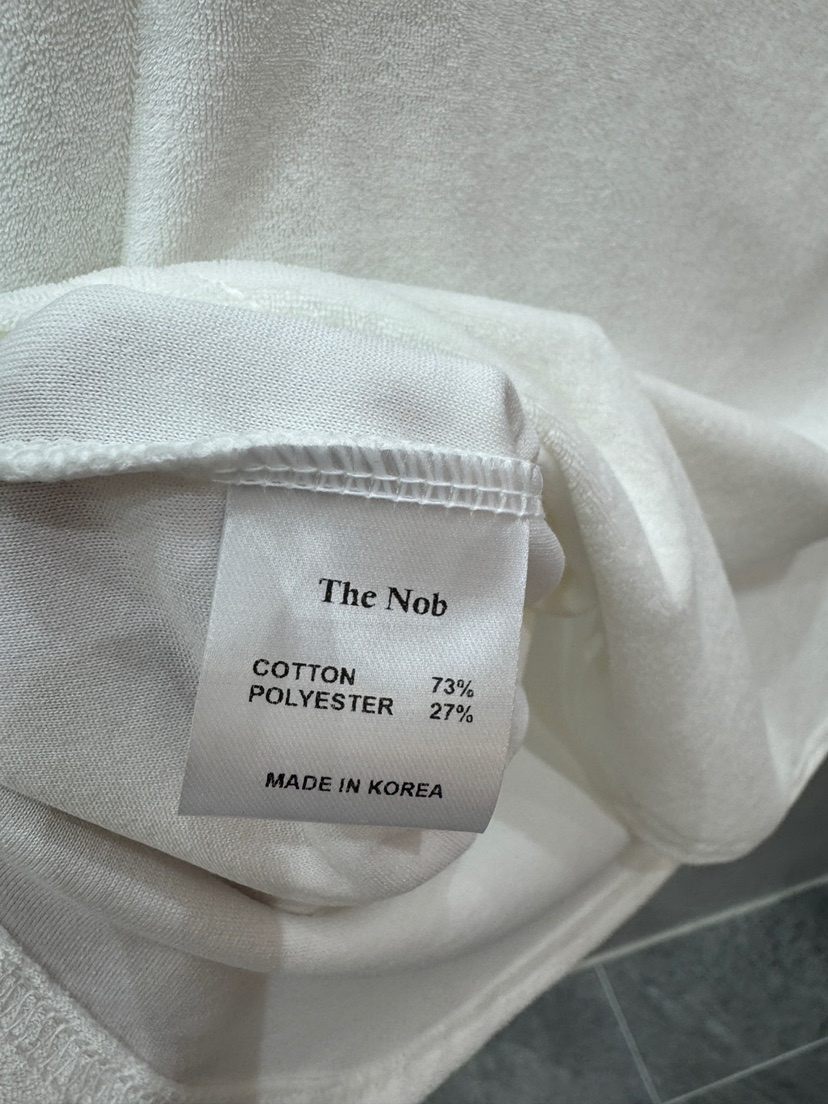 The Nob
COTTON 73%
POLYESTER 27%
MADE IN KOREA